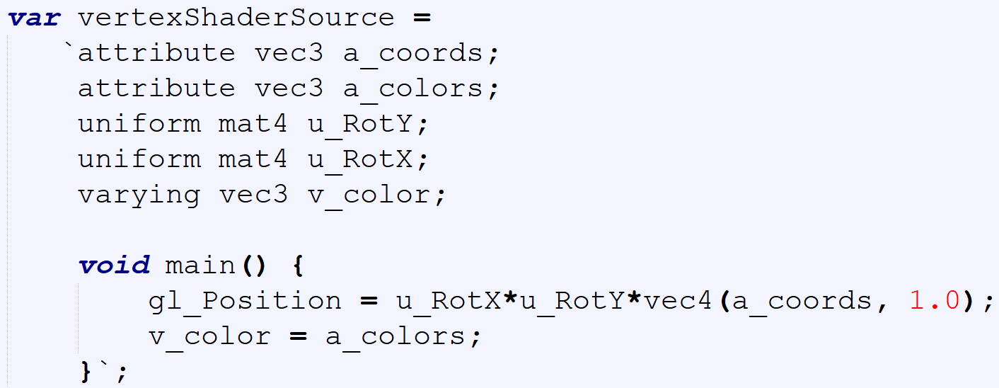 var vertexShaderSource =
`attribute vec3 a_coords;
attribute vec3 a_colors;
uniform mat4 u_RotY;
uniform mat4 u_RotX;
varying vec3 v_color;
void main() {
gl_Position = u_RotX*u_RotY*vec4(a_coords, 1.0);
v_color = a_colors;
}`;